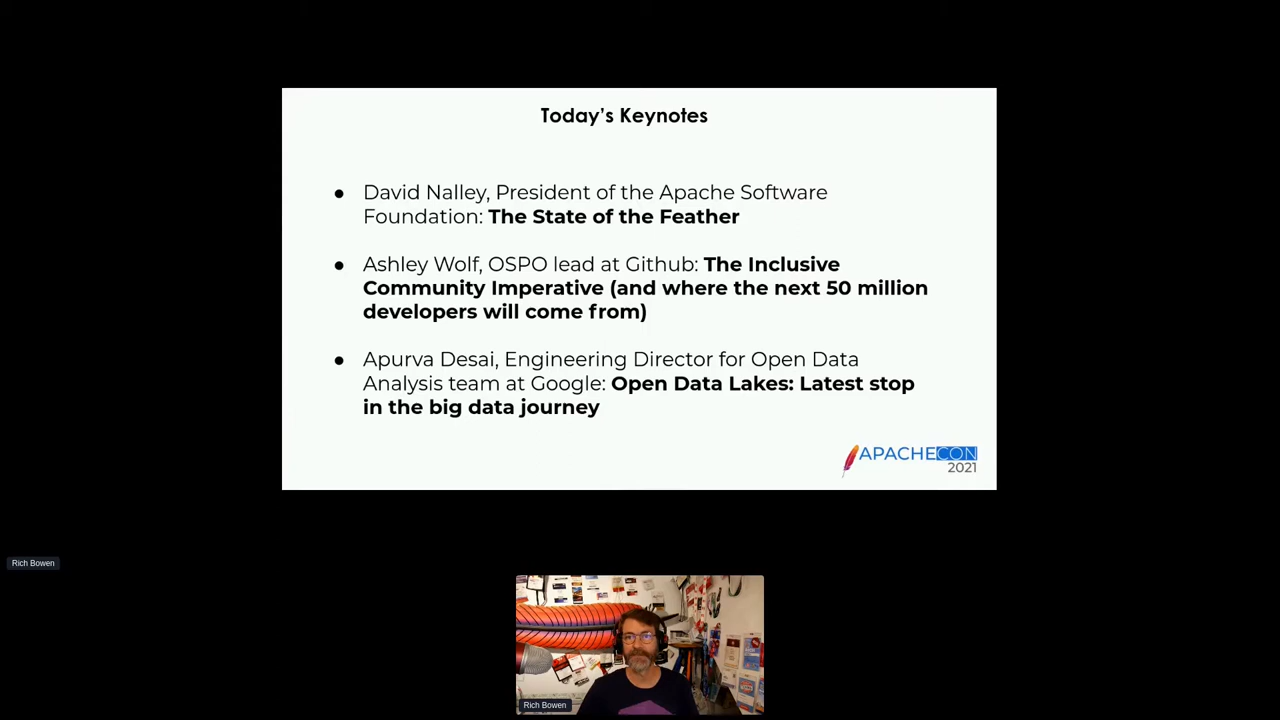 Today's Keynotes
● David Nalley, President of the Apache Software
Foundation: The State of the Feather
● Ashley Wolf, OSPO lead at Github: The Inclusive
Community Imperative (and where the next 50 million
developers will come from)
● Apurva Desai, Engineering Director for Open Data
Analysis team at Google: Open Data Lakes: Latest stop
in the big data journey
APACHECON
2021
Rich Bowen
Rich Bowen